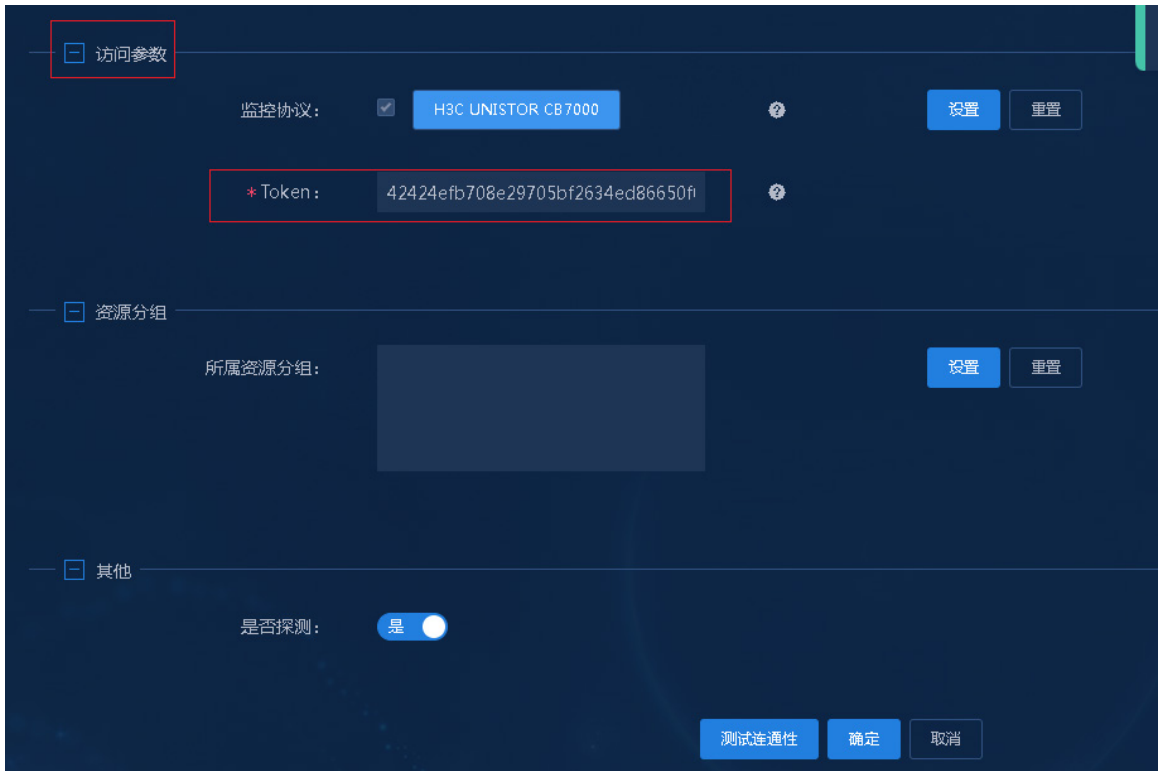 访问参数
监控协议： H3C UNISTOR CB7000 设置 重置
*Token： 42424efb708e29705bf2634ed86650f
资源分组
所属资源分组： 设置 重置
其他
是否探测： 是
测试连通性 确定 取消